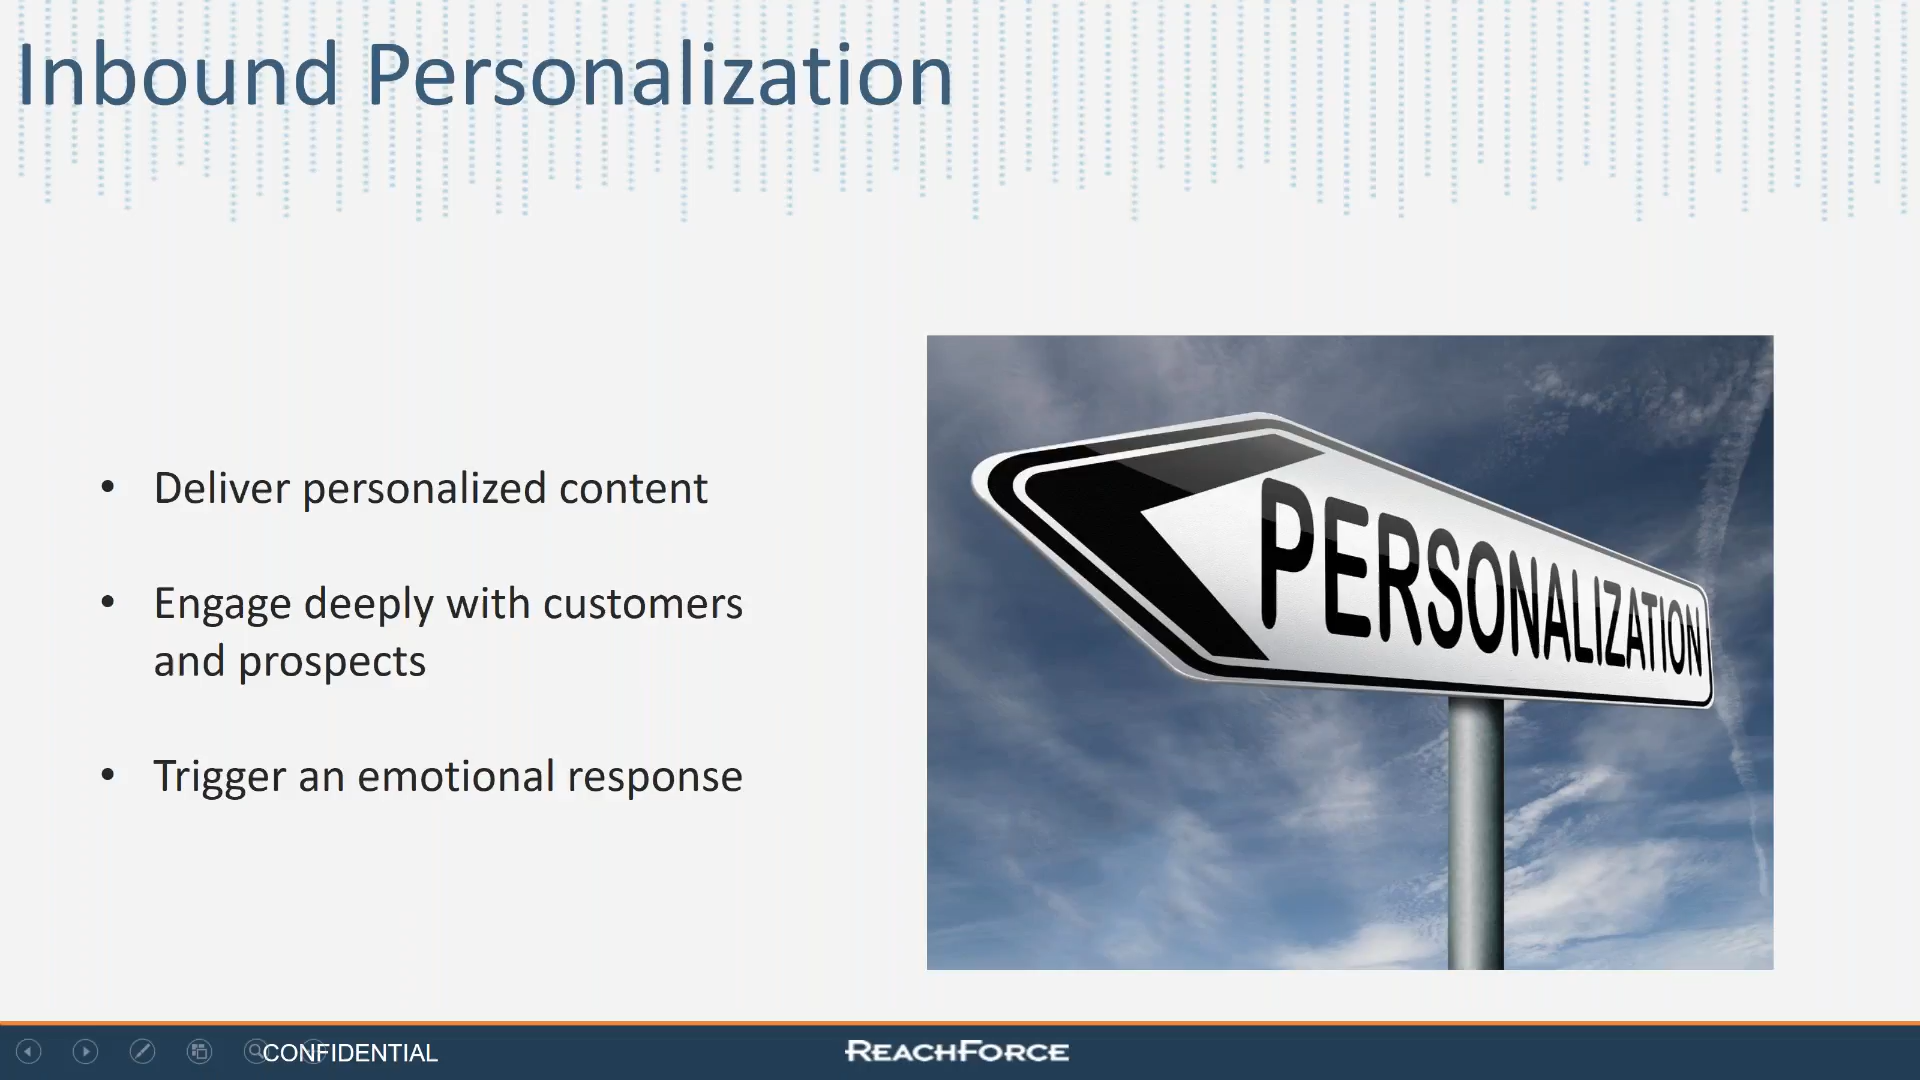 Inbound Personalization
• Deliver personalized content
• Engage deeply with customers
and prospects
• Trigger an emotional response
PERSONALIZATION
CONFIDENTIAL
REACHFORCE